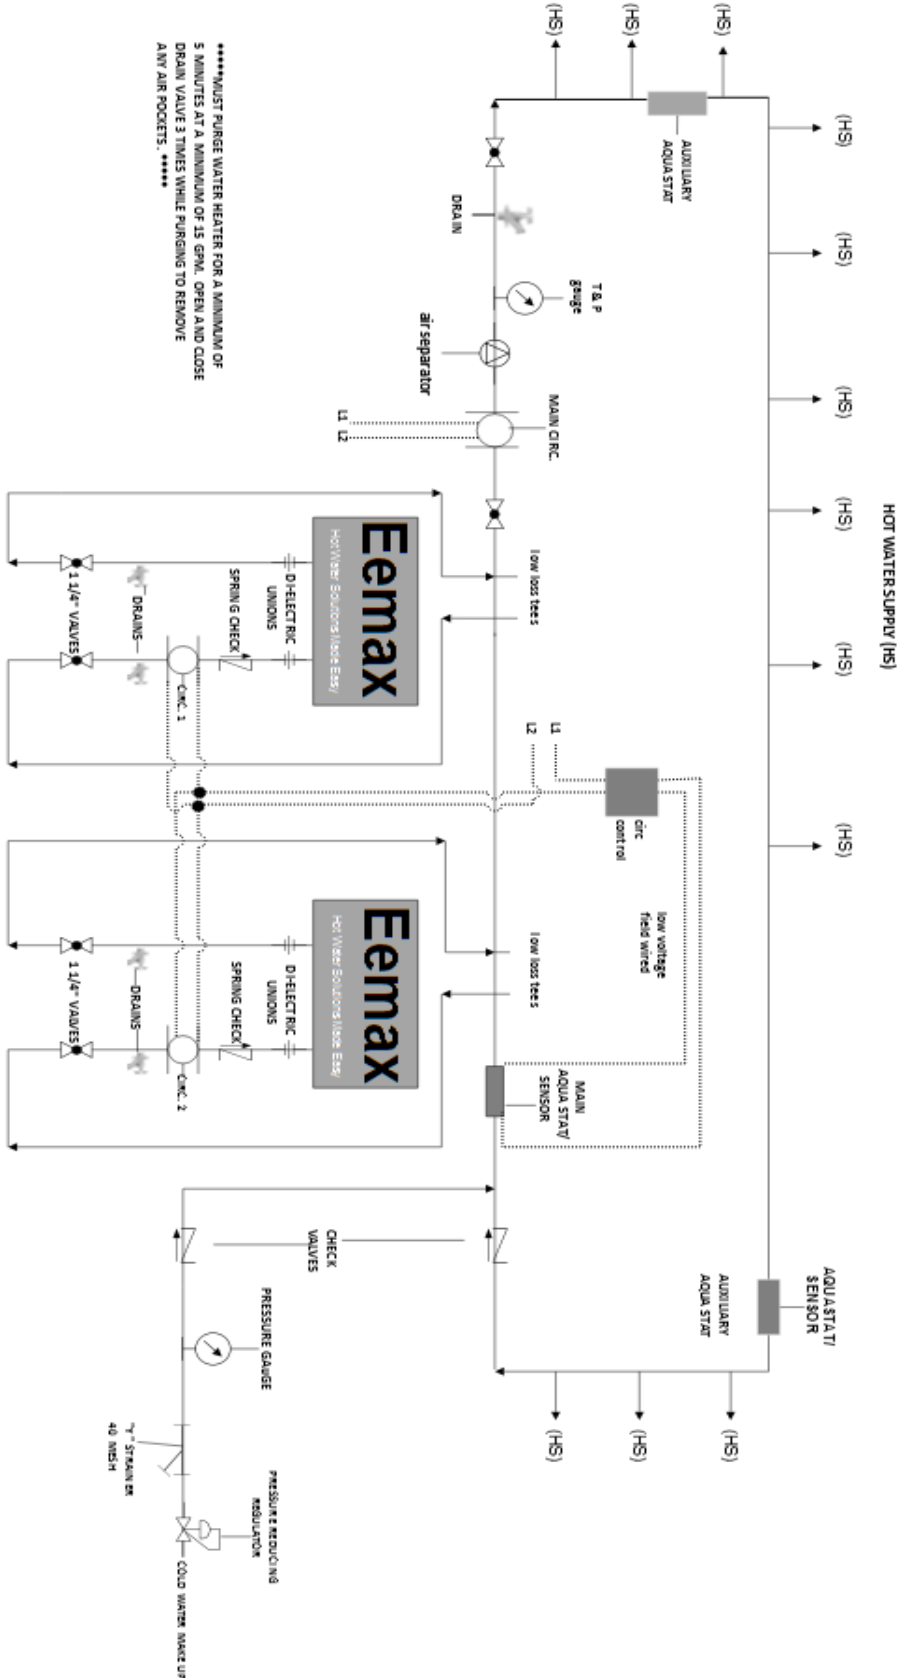 HOT WATER SUPPLY (HS)
(HS)
(HS)
(HS)
(HS)
(HS)
(HS)
AQUASTAT/
SENSOR
(HS)
(HS)
AUXILIARY
AQUA STAT
AUXILIARY
AQUA STAT
(HS)
(HS)
low voltage
field wired
circ
control
T & P
gauge
(HS)
(HS)
MAIN CIRC.
L1
L2
low loss tees
low loss tees
MAIN
AQUA STAT/
SENSOR
DRAIN
air separator
L1 L2
Eemax
Hot Water Solutions Made Easy
Eemax
Hot Water Solutions Made Easy
CHECK
VALVES
DI-ELECTRIC
UNIONS
DI-ELECTRIC
UNIONS
PRESSURE GAUGE
PRESSURE REDUCING
REGULATOR
SPRING CHECK
SPRING CHECK
*****MUST PURGE WATER HEATER FOR A MINIMUM OF
5 MINUTES AT A MINIMUM OF 15 GPM. OPEN AND CLOSE
DRAIN VALVE 3 TIMES WHILE PURGING TO REMOVE
ANY AIR POCKETS. *****
CIRC. 1
CIRC. 2
COLD WATER MAKE UP
DRAINS
DRAINS
"Y" STRAINER
40 MESH
1 1/4" VALVES
1 1/4" VALVES